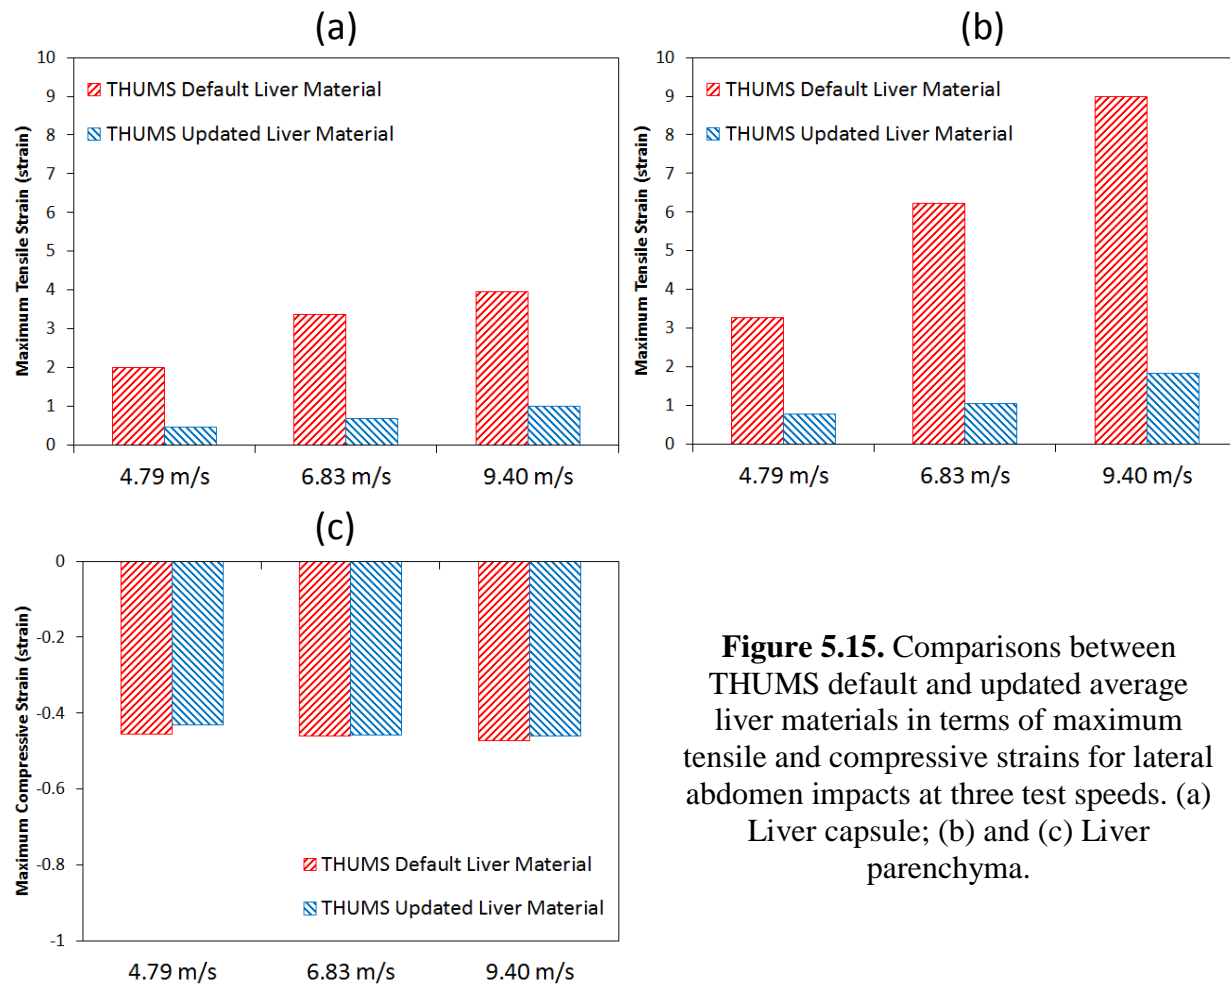 (a)
10
9
8
7
6
5
4
3
2
1
0
Maximum Tensile Strain (strain)
THUMS Default Liver Material
THUMS Updated Liver Material
4.79 m/s
6.83 m/s
9.40 m/s
(b)
10
9
8
7
6
5
4
3
2
1
0
Maximum Tensile Strain (strain)
THUMS Default Liver Material
THUMS Updated Liver Material
4.79 m/s
6.83 m/s
9.40 m/s
(c)
0
-0.2
-0.4
-0.6
-0.8
-1
Maximum Compressive Strain (strain)
THUMS Default Liver Material
THUMS Updated Liver Material
4.79 m/s
6.83 m/s
9.40 m/s
Figure 5.15. Comparisons between
THUMS default and updated average
liver materials in terms of maximum
tensile and compressive strains for lateral
abdomen impacts at three test speeds. (a)
Liver capsule; (b) and (c) Liver
parenchyma.